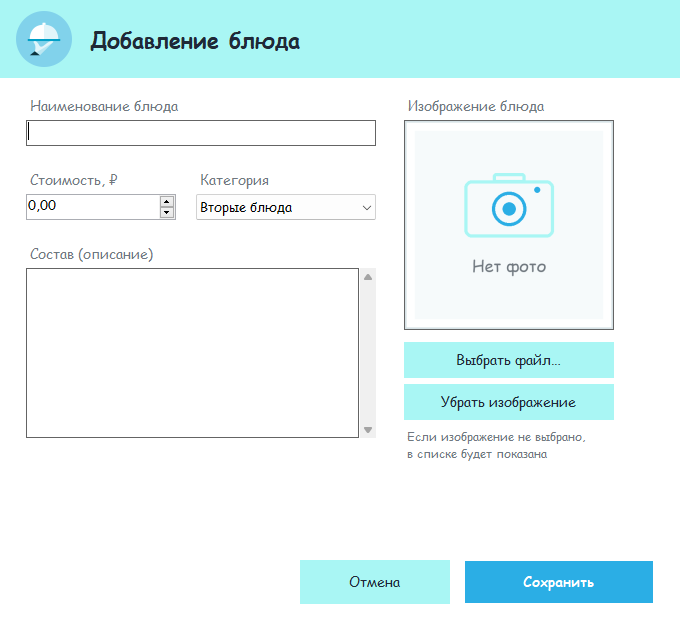 Добавление блюда
Наименование блюда
Изображение блюда
Стоимость, ₽
Категория
0,00
Вторые блюда
Нет фото
Состав (описание)
Выбрать файл...
Убрать изображение
Если изображение не выбрано,
в списке будет показана
Отмена
Сохранить